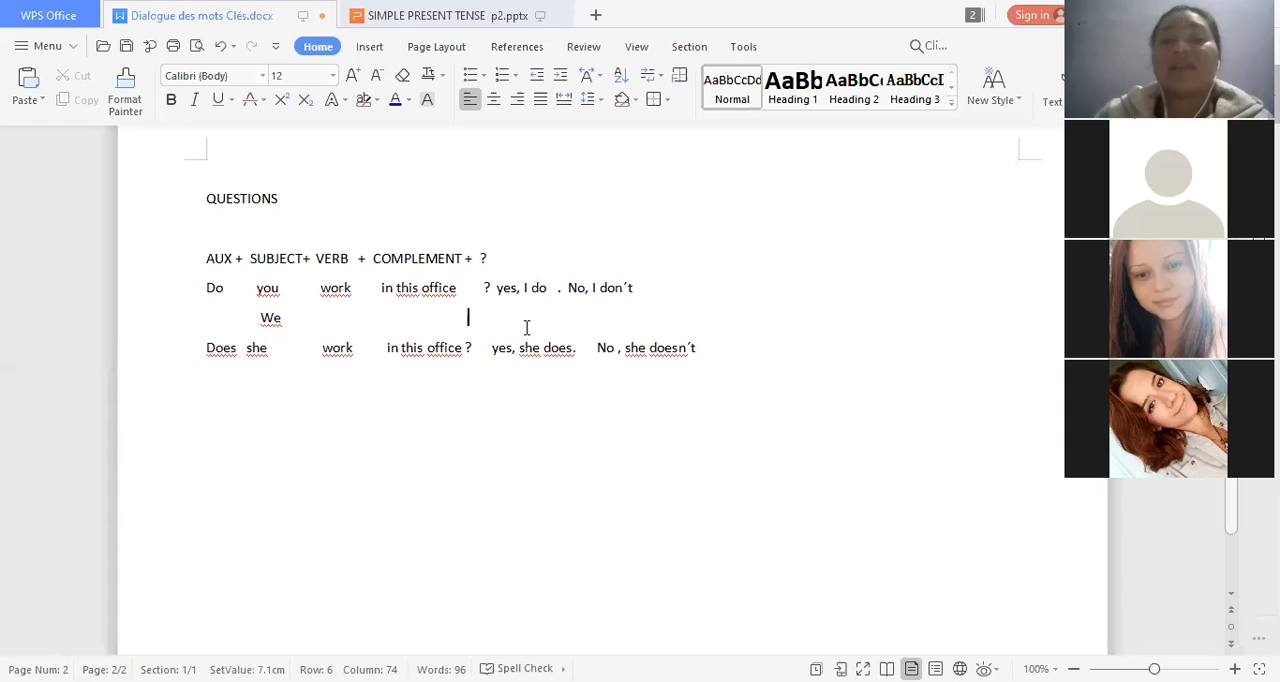 WPS Office Dialogue des mots Clés.docx SIMPLE PRESENT TENSE p2.pptx + 2 Sign in
Menu Home Insert Page Layout References Review View Section Tools Cli...
Cut Calibri (Body) 12
Paste Copy Format Painter B I U A X² X₂ A ab A A AaBbCcDd Normal AaBb Heading 1 AaBbC Heading 2 AaBbCcI Heading 3 New Style Text
QUESTIONS
AUX + SUBJECT+ VERB + COMPLEMENT + ?
Do you work in this office ? yes, I do . No, I don´t
We
Does she work in this office ? yes, she does. No , she doesn´t
Page Num: 2 Page: 2/2 Section: 1/1 SetValue: 7.1cm Row: 6 Column: 74 Words: 96 Spell Check 100%